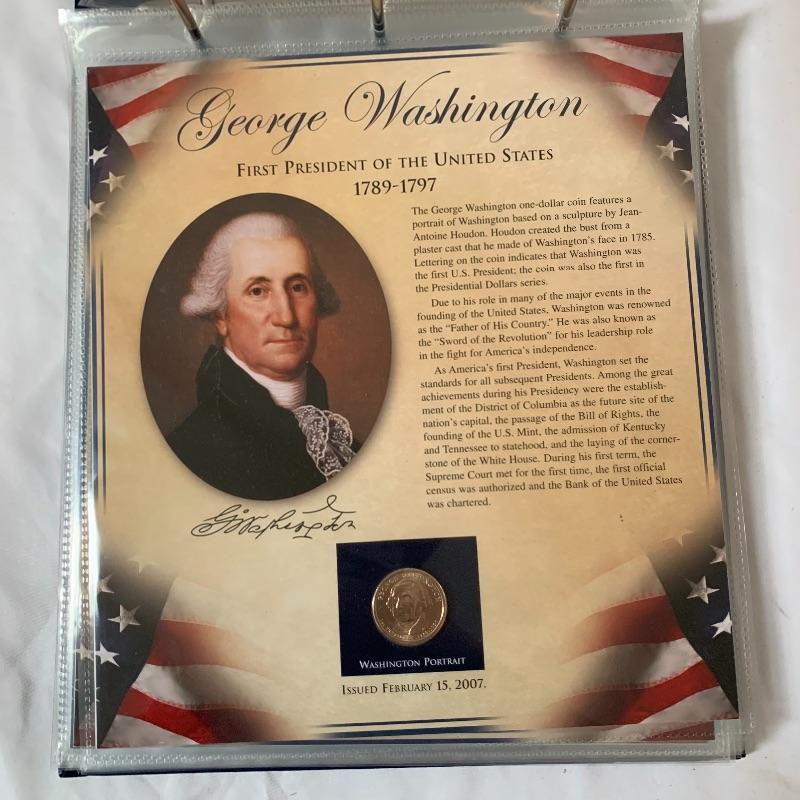 George Washington
First President of the United States
1789-1797
The George Washington one-dollar coin features a
portrait of Washington based on a sculpture by Jean-
Antoine Houdon. Houdon created the bust from a
plaster cast that he made of Washington's face in 1785.
Lettering on the coin indicates that Washington was
the first U.S. President; the coin was also the first in
the Presidential Dollars series.
Due to his role in many of the major events in the
founding of the United States, Washington was renowned
as the "Father of His Country." He was also known as
the "Sword of the Revolution" for his leadership role
in the fight for America's independence.
As America's first President, Washington set the
standards for all subsequent Presidents. Among the great
achievements during his Presidency were the establish-
ment of the District of Columbia as the future site of the
nation's capital, the passage of the Bill of Rights, the
founding of the U.S. Mint, the admission of Kentucky
and Tennessee to statehood, and the laying of the corner-
stone of the White House. During his first term, the
Supreme Court met for the first time, the first official
census was authorized and the Bank of the United States
was chartered.
G. Washington
GEORGE WASHINGTON
Washington Portrait
Issued February 15, 2007.